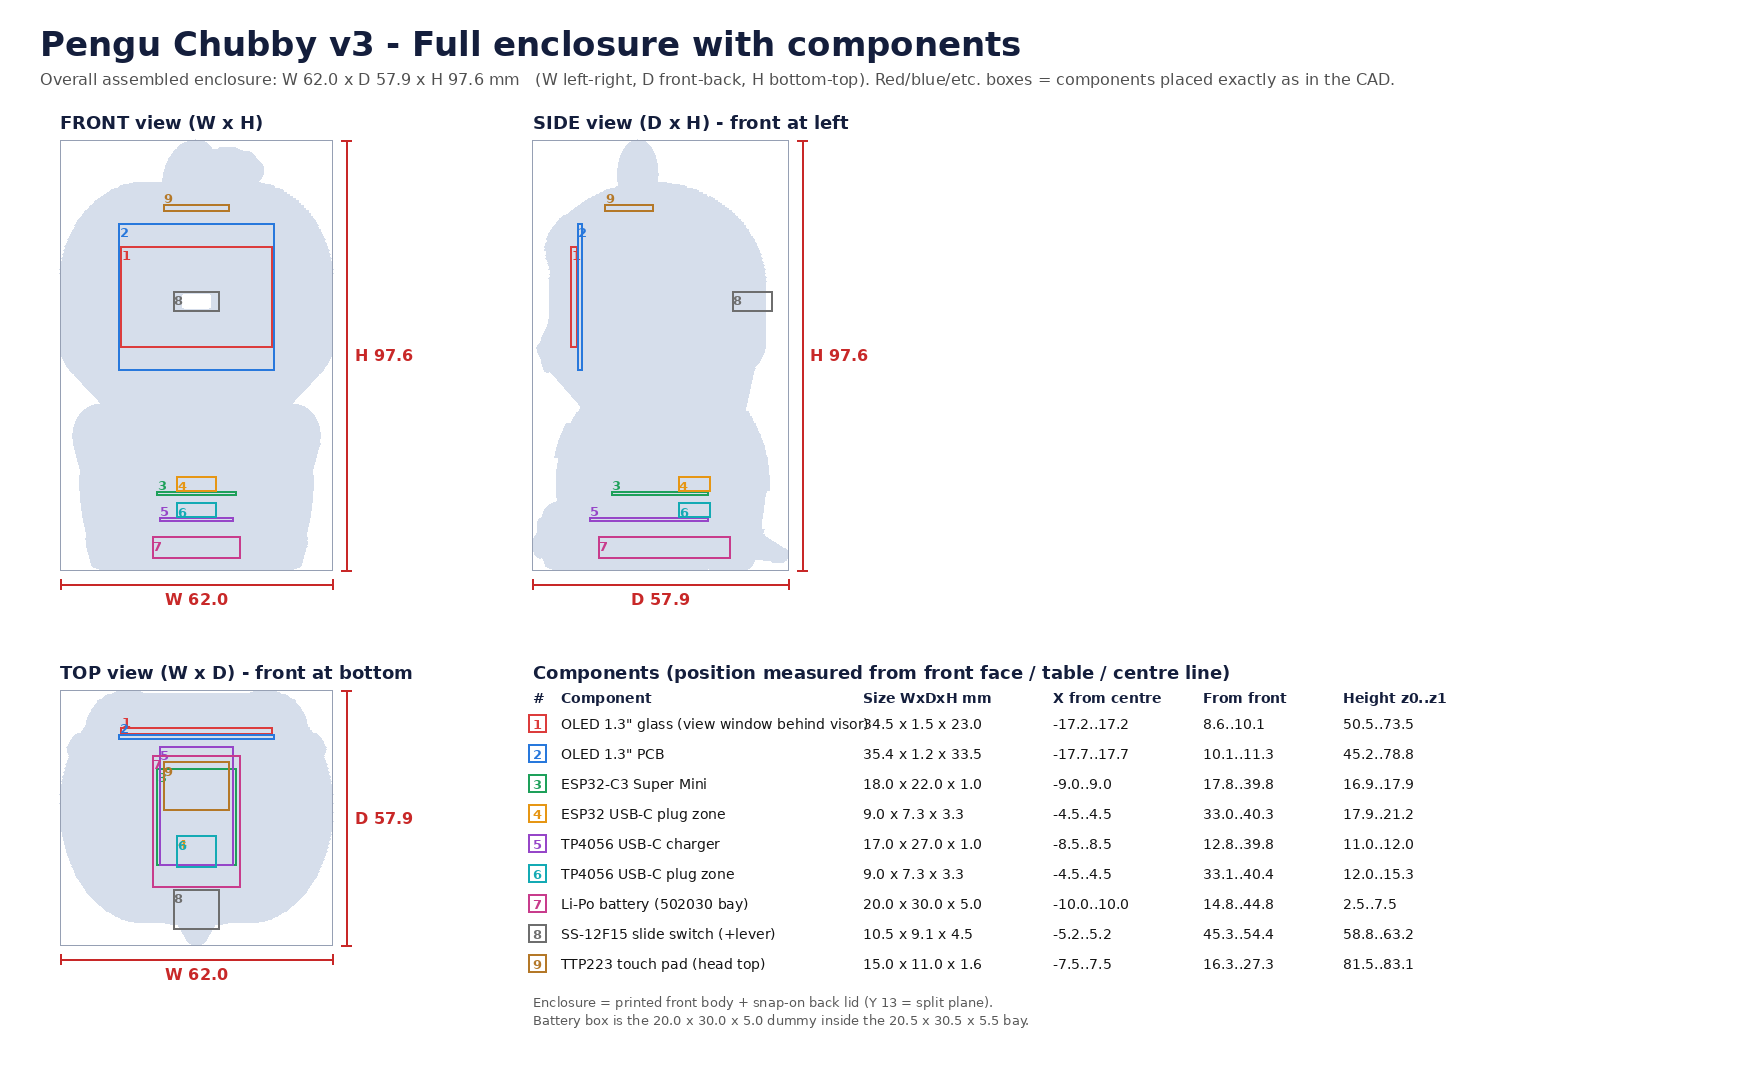 Pengu Chubby v3 - Full enclosure with components
Overall assembled enclosure: W 62.0 x D 57.9 x H 97.6 mm   (W left-right, D front-back, H bottom-top). Red/blue/etc. boxes = components placed exactly as in the CAD.
FRONT view (W x H)
9
2
1
8
3
4
5
6
7
H 97.6
W 62.0
SIDE view (D x H) - front at left
9
2
1
8
3
4
5
6
7
H 97.6
D 57.9
TOP view (W x D) - front at bottom
1
2
5
7
9
3
4
6
8
D 57.9
W 62.0
Components (position measured from front face / table / centre line)
# Component Size WxDxH mm X from centre From front Height z0..z1
1 OLED 1.3" glass (view window behind visor) 34.5 x 1.5 x 23.0 -17.2..17.2 8.6..10.1 50.5..73.5
2 OLED 1.3" PCB 35.4 x 1.2 x 33.5 -17.7..17.7 10.1..11.3 45.2..78.8
3 ESP32-C3 Super Mini 18.0 x 22.0 x 1.0 -9.0..9.0 17.8..39.8 16.9..17.9
4 ESP32 USB-C plug zone 9.0 x 7.3 x 3.3 -4.5..4.5 33.0..40.3 17.9..21.2
5 TP4056 USB-C charger 17.0 x 27.0 x 1.0 -8.5..8.5 12.8..39.8 11.0..12.0
6 TP4056 USB-C plug zone 9.0 x 7.3 x 3.3 -4.5..4.5 33.1..40.4 12.0..15.3
7 Li-Po battery (502030 bay) 20.0 x 30.0 x 5.0 -10.0..10.0 14.8..44.8 2.5..7.5
8 SS-12F15 slide switch (+lever) 10.5 x 9.1 x 4.5 -5.2..5.2 45.3..54.4 58.8..63.2
9 TTP223 touch pad (head top) 15.0 x 11.0 x 1.6 -7.5..7.5 16.3..27.3 81.5..83.1
Enclosure = printed front body + snap-on back lid (Y 13 = split plane).
Battery box is the 20.0 x 30.0 x 5.0 dummy inside the 20.5 x 30.5 x 5.5 bay.